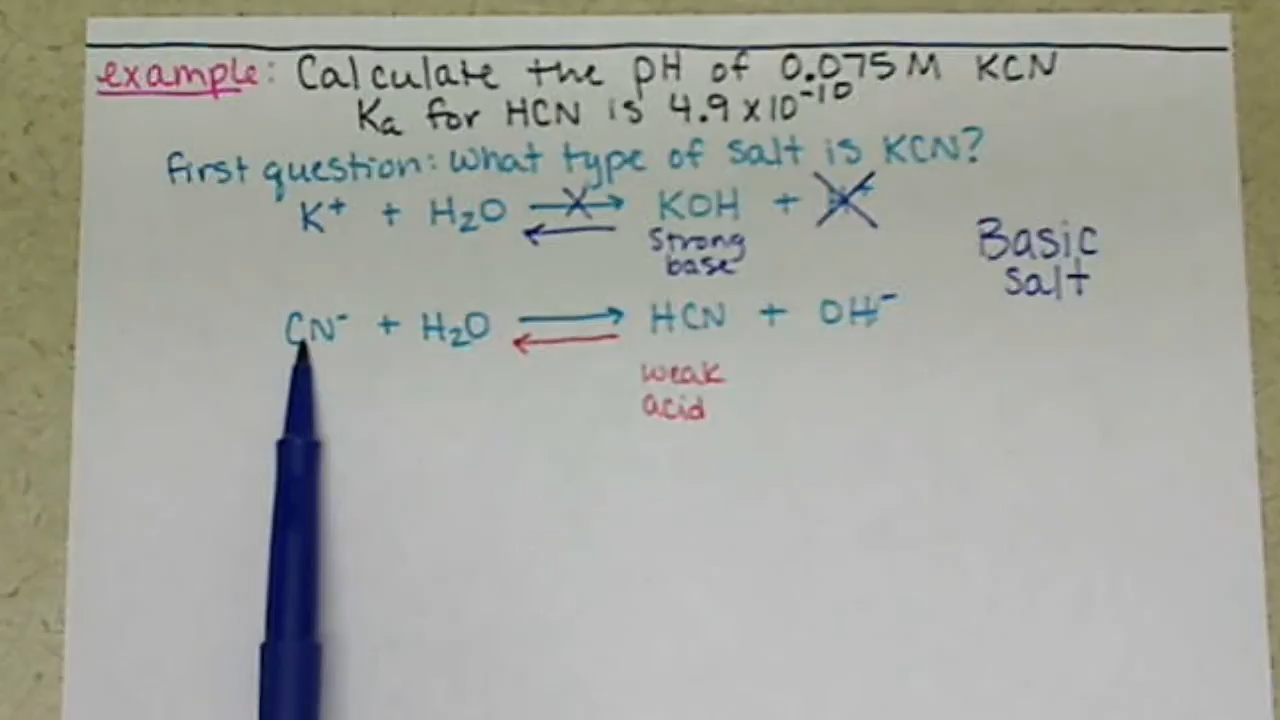 example: Calculate the pH of 0.075 M KCN
Ka for HCN is 4.9 x 10⁻¹⁰
first question: what type of salt is KCN?
K⁺ + H₂O ⇌ KOH +
Strong
base
Basic
salt
CN⁻ + H₂O ⇌ HCN + OH⁻
weak
acid